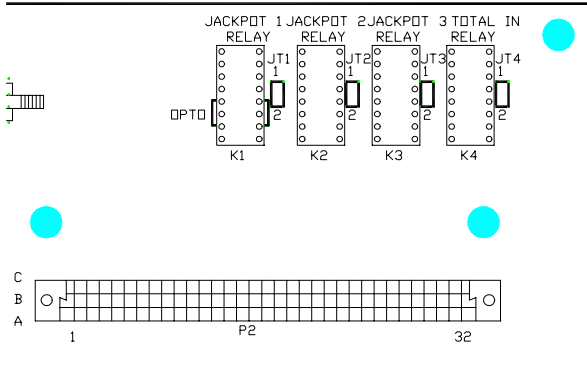 JACKPOT 1 JACKPOT 2 JACKPOT 3 TOTAL IN
RELAY RELAY RELAY RELAY
JT1 JT2 JT3 JT4
1 1 1 1
OPTO 2 2 2 2
K1 K2 K3 K4
C
B
A
P2
1 32